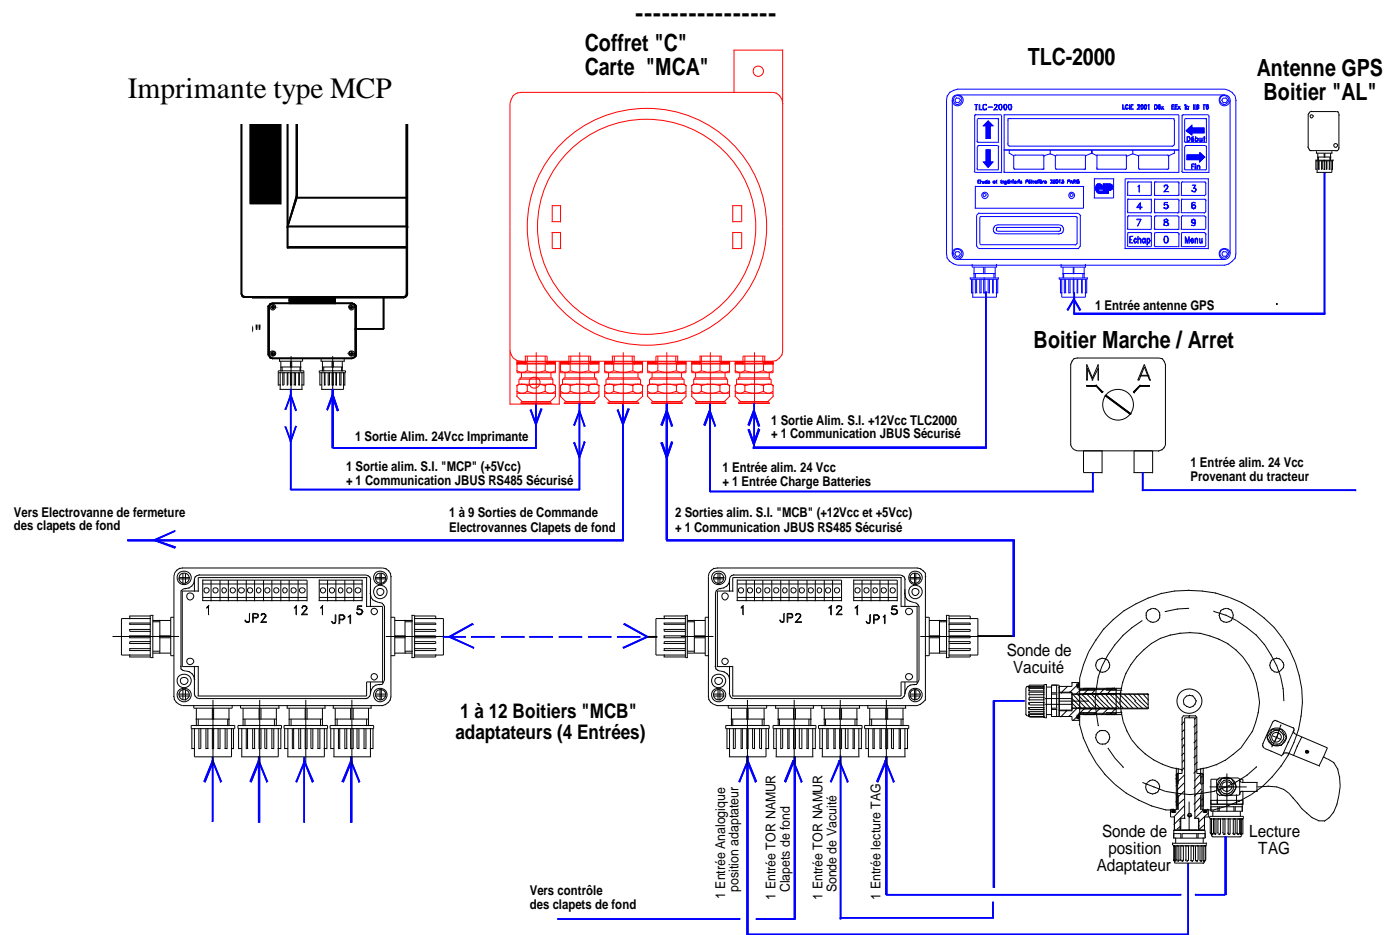 Coffret "C"
Carte "MCA"
TLC-2000
Antenne GPS
Boitier "AL"
Imprimante type MCP
TLC-2000
LCIE 2001
Début
Fin
1 2 3
4 5 6
7 8 9
Echap 0 Menu
1 Entrée antenne GPS
"
Boitier Marche / Arret
M A
1 Sortie Alim. S.I. +12Vcc TLC2000
+ 1 Communication JBUS Sécurisé
1 Sortie Alim. 24Vcc Imprimante
1 Sortie alim. S.I. "MCP" (+5Vcc)
+ 1 Communication JBUS RS485 Sécurisé
1 Entrée alim. 24 Vcc
+ 1 Entrée Charge Batteries
1 Entrée alim. 24 Vcc
Provenant du tracteur
Vers Electrovanne de fermeture
des clapets de fond
1 à 9 Sorties de Commande
Electrovannes Clapets de fond
2 Sorties alim. S.I. "MCB" (+12Vcc et +5Vcc)
+ 1 Communication JBUS RS485 Sécurisé
1 12 1 5
JP2 JP1
1 12 1 5
JP2 JP1
Sonde de
Vacuité
1 à 12 Boitiers "MCB"
adaptateurs (4 Entrées)
1 Entrée Analogique
position adaptateur
1 Entrée TOR NAMUR
Clapets de fond
1 Entrée TOR NAMUR
Sonde de Vacuité
1 Entrée lecture TAG
Sonde de
position
Adaptateur
Lecture
TAG
Vers contrôle
des clapets de fond